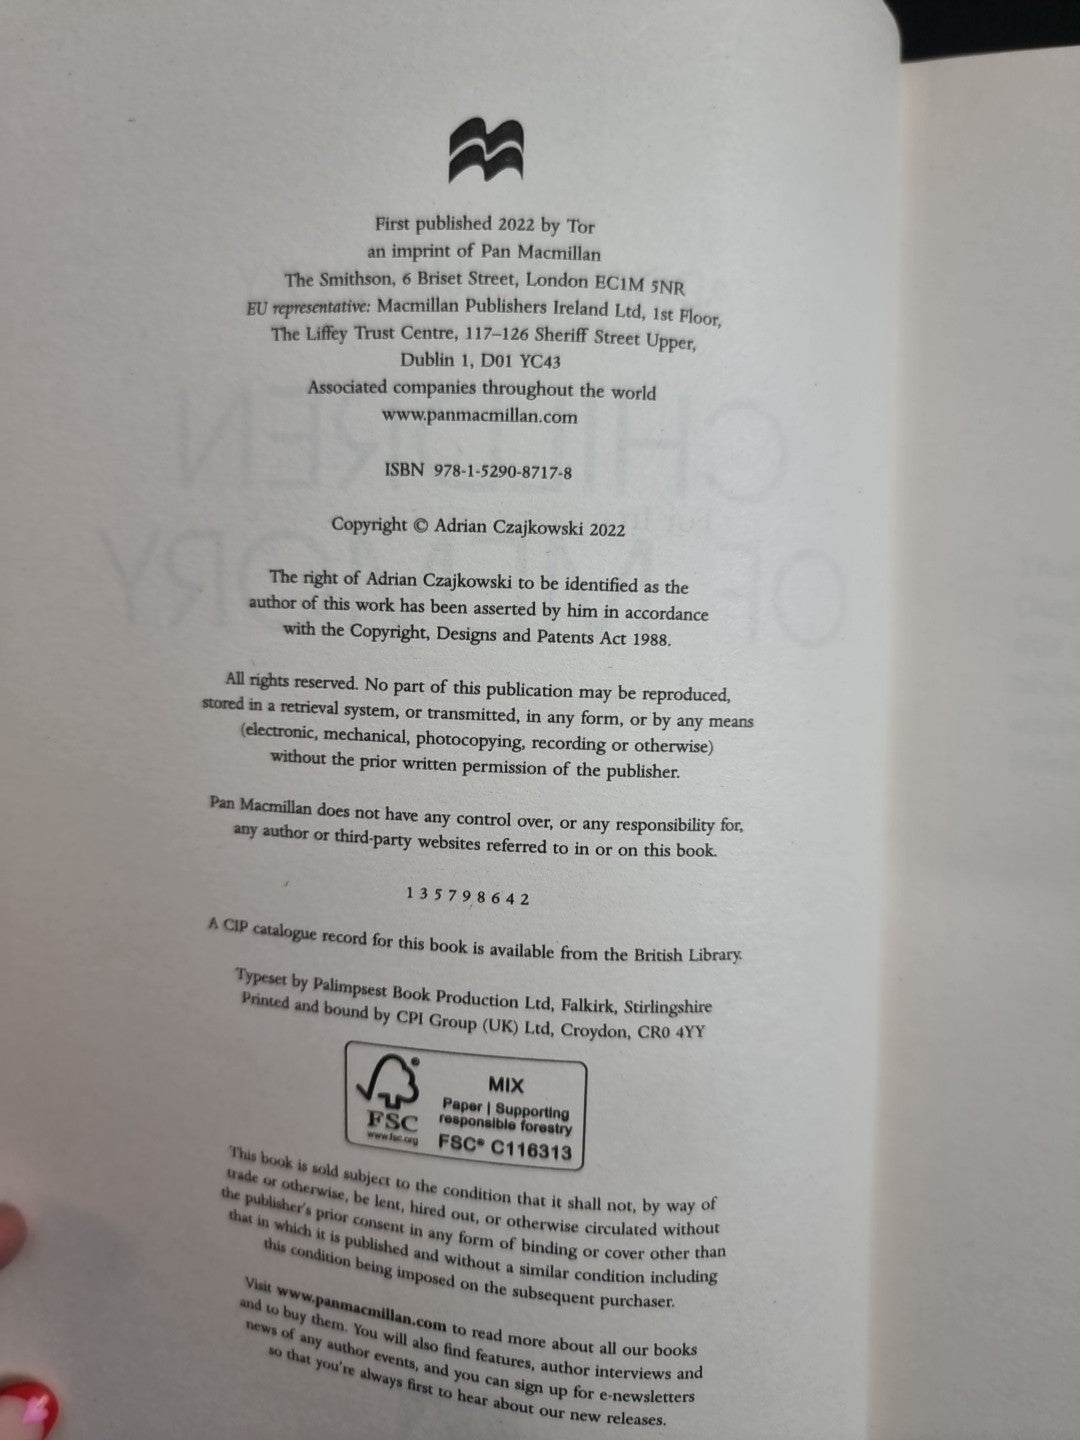 First published 2022 by Tor
an imprint of Pan Macmillan
The Smithson, 6 Briset Street, London EC1M 5NR
EU representative: Macmillan Publishers Ireland Ltd, 1st Floor,
The Liffey Trust Centre, 117–126 Sheriff Street Upper,
Dublin 1, D01 YC43
Associated companies throughout the world
www.panmacmillan.com
ISBN 978-1-5290-8717-8
Copyright © Adrian Czajkowski 2022
The right of Adrian Czajkowski to be identified as the
author of this work has been asserted by him in accordance
with the Copyright, Designs and Patents Act 1988.
All rights reserved. No part of this publication may be reproduced,
stored in a retrieval system, or transmitted, in any form, or by any means
(electronic, mechanical, photocopying, recording or otherwise)
without the prior written permission of the publisher.
Pan Macmillan does not have any control over, or any responsibility for,
any author or third-party websites referred to in or on this book.
1 3 5 7 9 8 6 4 2
A CIP catalogue record for this book is available from the British Library.
Typeset by Palimpsest Book Production Ltd, Falkirk, Stirlingshire
Printed and bound by CPI Group (UK) Ltd, Croydon, CR0 4YY
FSC
www.fsc.org
MIX
Paper | Supporting
responsible forestry
FSC® C116313
This book is sold subject to the condition that it shall not, by way of
trade or otherwise, be lent, hired out, or otherwise circulated without
the publisher's prior consent in any form of binding or cover other than
that in which it is published and without a similar condition including
this condition being imposed on the subsequent purchaser.
Visit www.panmacmillan.com to read more about all our books
and to buy them. You will also find features, author interviews and
news of any author events, and you can sign up for e-newsletters
so that you're always first to hear about our new releases.